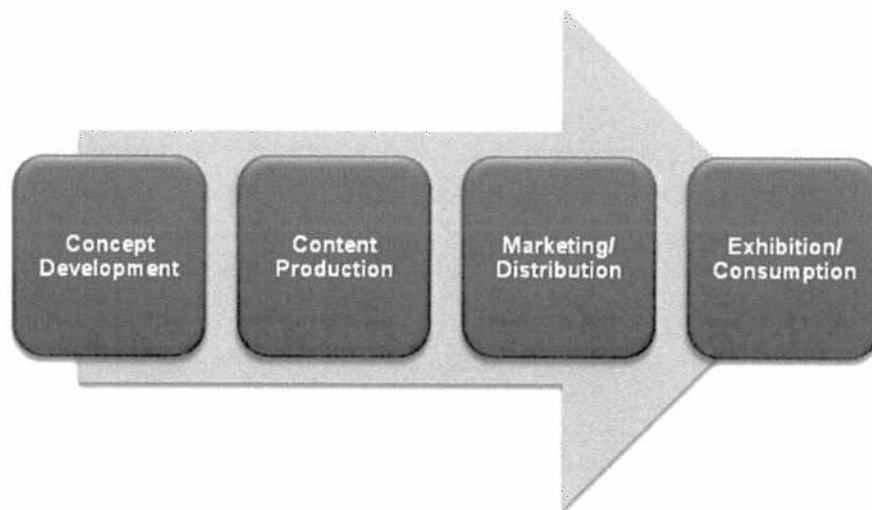 Concept
Development
Content
Production
Marketing/
Distribution
Exhibition/
Consumption